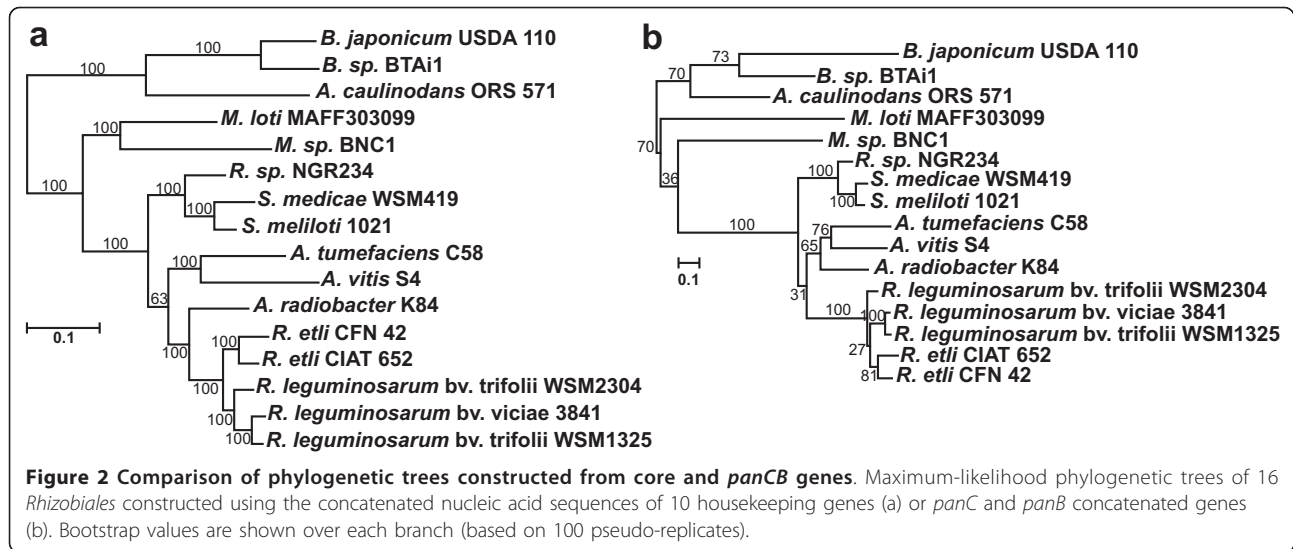 a
100
B. japonicum USDA 110
100
B. sp. BTAi1
A. caulinodans ORS 571
100
M. loti MAFF303099
M. sp. BNC1
100
R. sp. NGR234
100
S. medicae WSM419
100
S. meliloti 1021
100
A. tumefaciens C58
100
A. vitis S4
63
A. radiobacter K84
100
R. etli CFN 42
100
R. etli CIAT 652
100
R. leguminosarum bv. trifolii WSM2304
100
R. leguminosarum bv. viciae 3841
100
R. leguminosarum bv. trifolii WSM1325
0.1
b
73
B. japonicum USDA 110
70
B. sp. BTAi1
A. caulinodans ORS 571
M. loti MAFF303099
70
M. sp. BNC1
36
100
R. sp. NGR234
S. medicae WSM419
100
S. meliloti 1021
100
A. tumefaciens C58
76
A. vitis S4
65
A. radiobacter K84
31
R. leguminosarum bv. trifolii WSM2304
100
R. leguminosarum bv. viciae 3841
100
R. leguminosarum bv. trifolii WSM1325
27
R. etli CIAT 652
81
R. etli CFN 42
0.1
Figure 2 Comparison of phylogenetic trees constructed from core and panCB genes. Maximum-likelihood phylogenetic trees of 16
Rhizobiales constructed using the concatenated nucleic acid sequences of 10 housekeeping genes (a) or panC and panB concatenated genes
(b). Bootstrap values are shown over each branch (based on 100 pseudo-replicates).